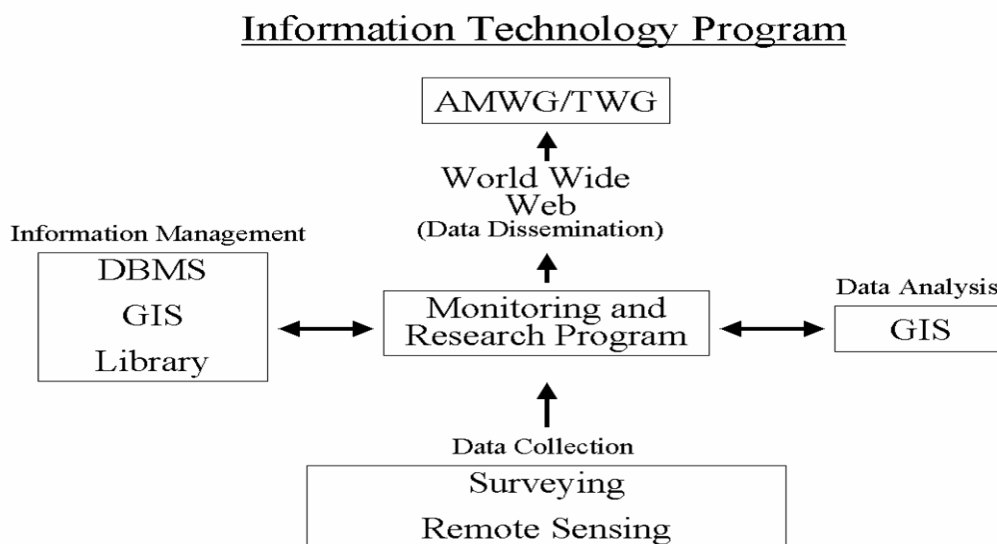 Information Technology Program
AMWG/TWG
World Wide
Web
(Data Dissemination)
Information Management
DBMS
GIS
Library
Monitoring and
Research Program
Data Analysis
GIS
Data Collection
Surveying
Remote Sensing